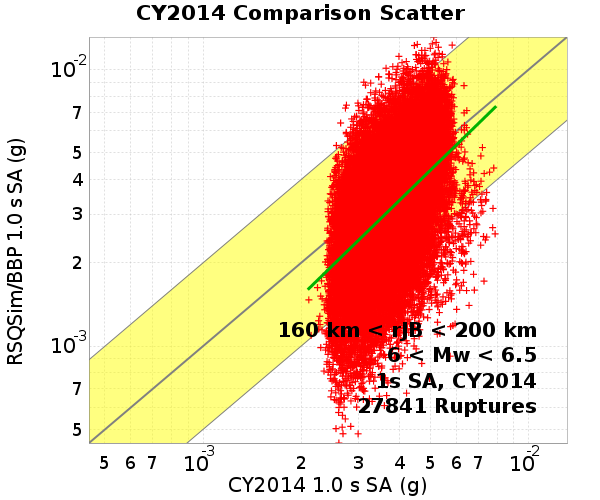 CY2014 Comparison Scatter
RSQSim/BBP 1.0 s SA (g)
10-2
7
5
4
3
2
10-3
7
5
160 km < rJB < 200 km
6 < Mw < 6.5
1s SA, CY2014
27841 Ruptures
5 6 7 10-3 2 3 4 5 6 7 10-2
CY2014 1.0 s SA (g)